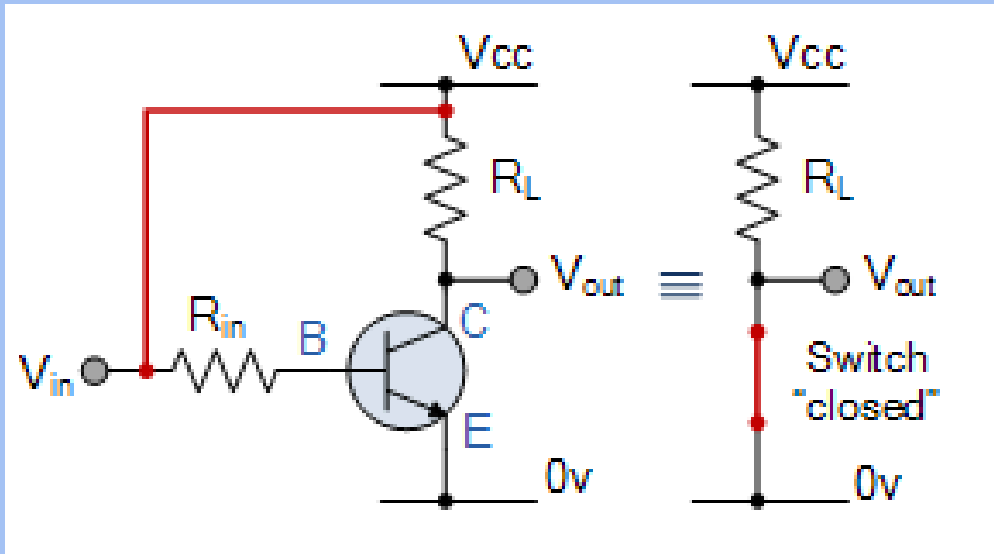 Vcc
RL
Vout
C
Rin
B
Vin
E
0v
≡
Vcc
RL
Vout
Switch
"closed"
0v